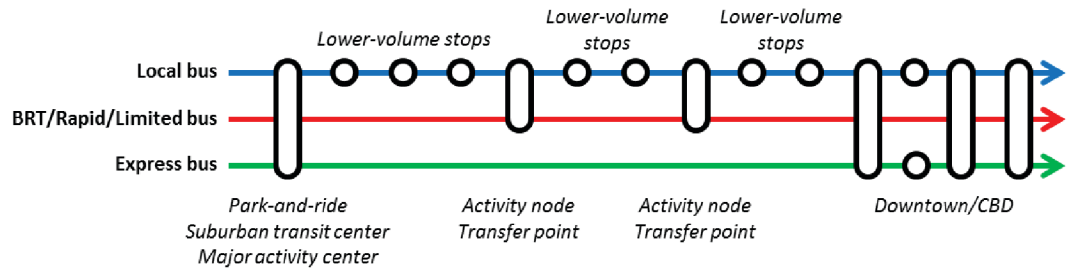 Lower-volume stops
Lower-volume
stops
Lower-volume
stops
Local bus
BRT/Rapid/Limited bus
Express bus
Park-and-ride
Suburban transit center
Major activity center
Activity node
Transfer point
Activity node
Transfer point
Downtown/CBD